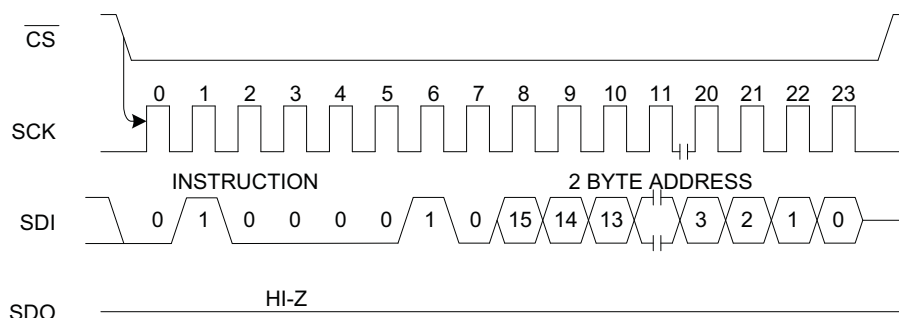 CS
0 1 2 3 4 5 6 7 8 9 10 11 20 21 22 23
SCK
INSTRUCTION 2 BYTE ADDRESS
SDI 0 1 0 0 0 0 1 0 15 14 13 3 2 1 0
HI-Z
SDO